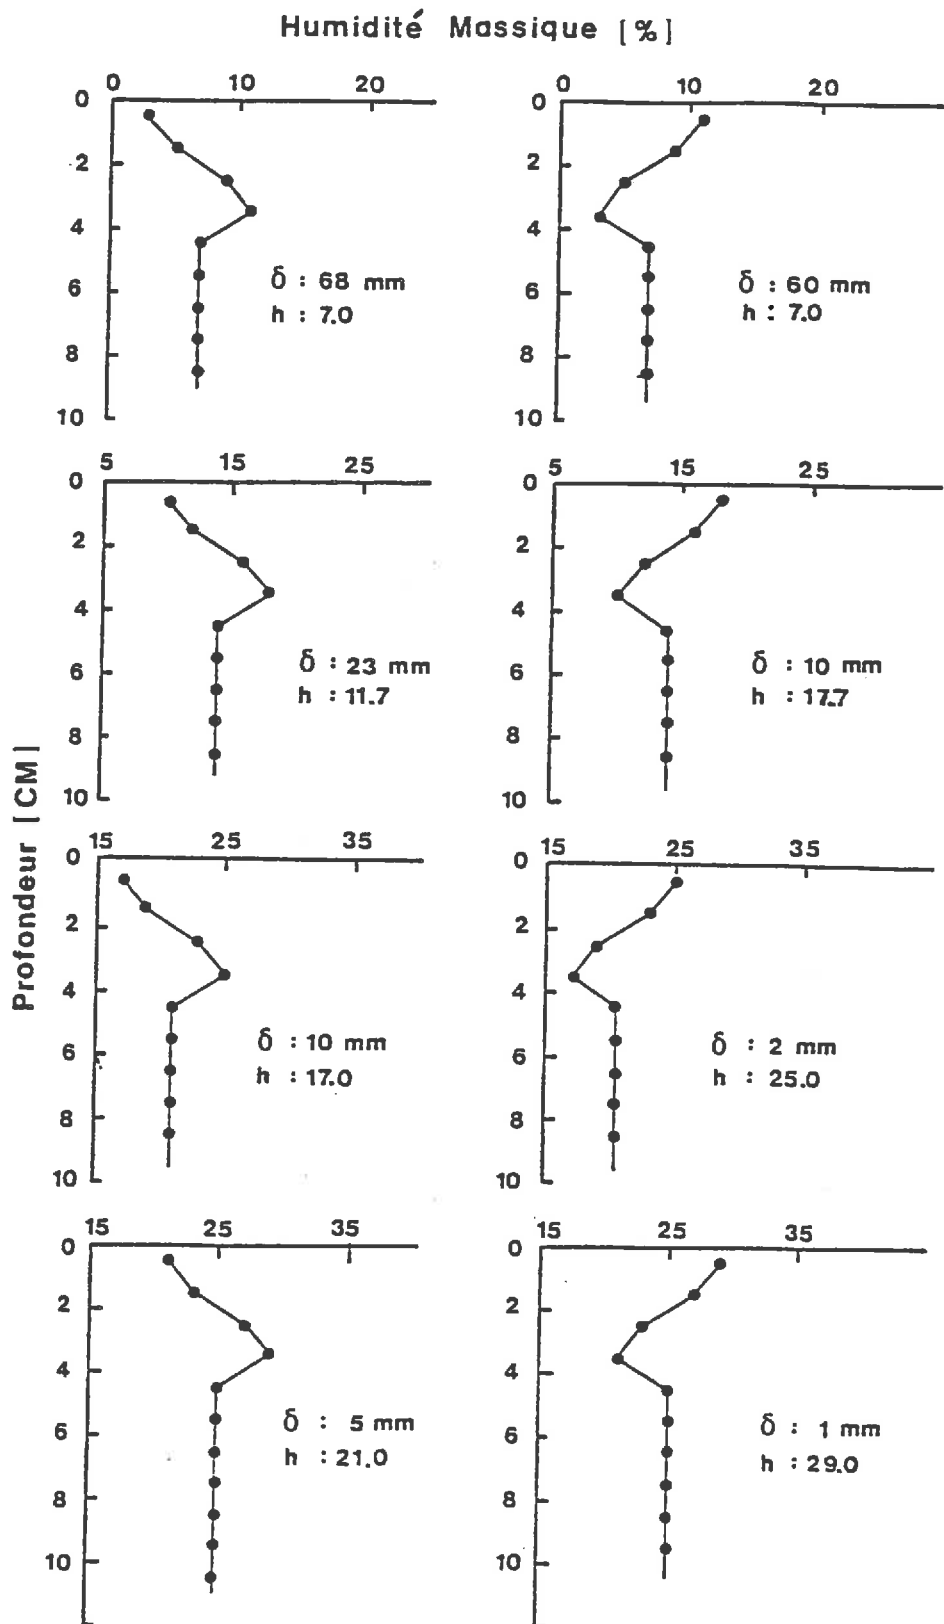 Humidité Massique [%]
0 10 20
0
2
4
6
8
10
δ : 68 mm
h : 7.0
0 10 20
0
2
4
6
8
10
δ : 60 mm
h : 7.0
5 15 25
0
2
4
6
8
10
δ : 23 mm
h : 11.7
5 15 25
0
2
4
6
8
10
δ : 10 mm
h : 17.7
Profondeur [CM]
15 25 35
0
2
4
6
8
10
δ : 10 mm
h : 17.0
15 25 35
0
2
4
6
8
10
δ : 2 mm
h : 25.0
15 25 35
0
2
4
6
8
10
δ : 5 mm
h : 21.0
15 25 35
0
2
4
6
8
10
δ : 1 mm
h : 29.0